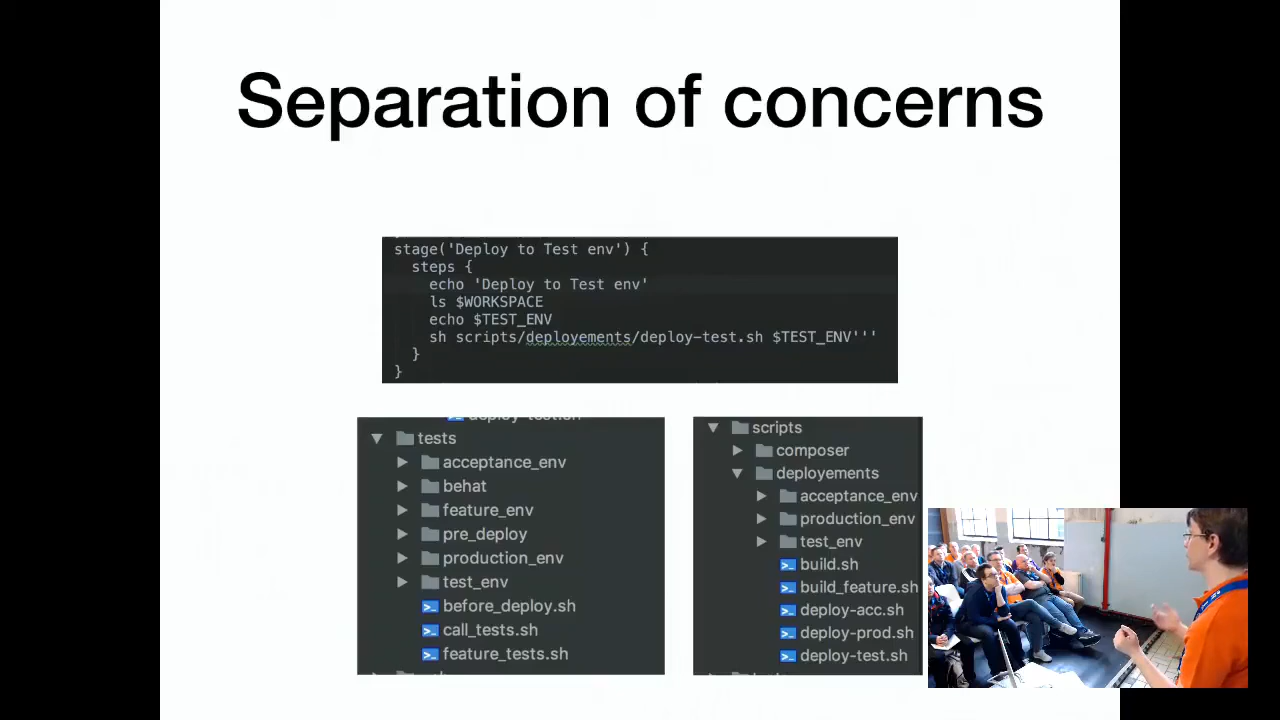 Separation of concerns
stage('Deploy to Test env') {
steps {
echo 'Deploy to Test env'
ls $WORKSPACE
echo $TEST_ENV
sh scripts/deployements/deploy-test.sh $TEST_ENV'''
}
}
deploy-test.sh
tests
acceptance_env
behat
feature_env
pre_deploy
production_env
test_env
before_deploy.sh
call_tests.sh
feature_tests.sh
scripts
composer
deployements
acceptance_env
production_env
test_env
build.sh
build_feature.sh
deploy-acc.sh
deploy-prod.sh
deploy-test.sh